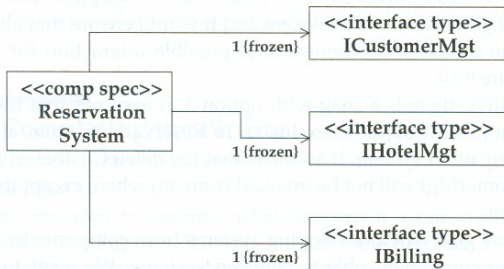 <<interface type>>
ICustomerMgt
1 {frozen}
<<comp spec>>
Reservation
System
<<interface type>>
IHotelMgt
1 {frozen}
<<interface type>>
IBilling
1 {frozen}